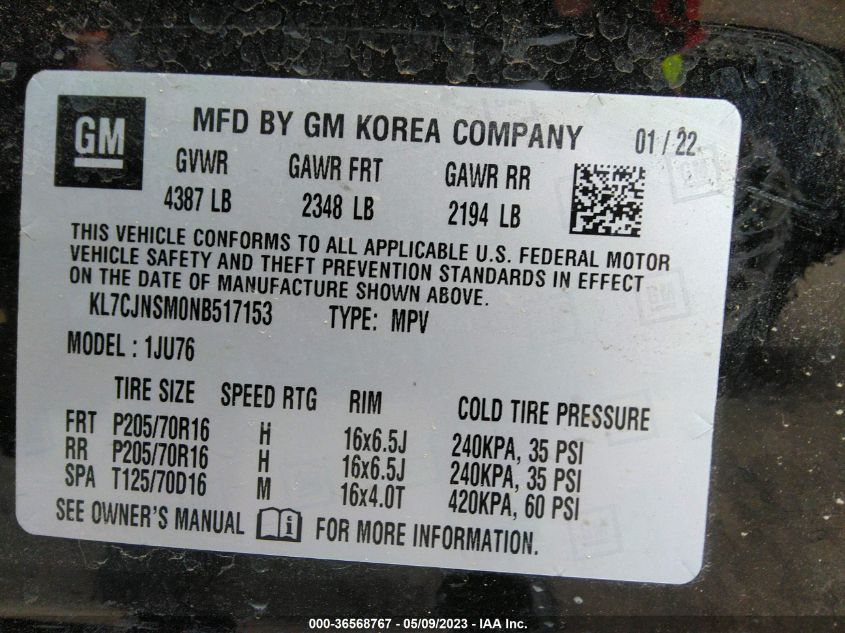 GM
MFD BY GM KOREA COMPANY 01/22
GVWR GAWR FRT GAWR RR
4387 LB 2348 LB 2194 LB
THIS VEHICLE CONFORMS TO ALL APPLICABLE U.S. FEDERAL MOTOR
VEHICLE SAFETY AND THEFT PREVENTION STANDARDS IN EFFECT
ON THE DATE OF MANUFACTURE SHOWN ABOVE.
KL7CJNSM0NB517153 TYPE: MPV
MODEL: 1JU76
TIRE SIZE SPEED RTG RIM COLD TIRE PRESSURE
FRT P205/70R16 H 16x6.5J 240KPA, 35 PSI
RR P205/70R16 H 16x6.5J 240KPA, 35 PSI
SPA T125/70D16 M 16x4.0T 420KPA, 60 PSI
SEE OWNER'S MANUAL i FOR MORE INFORMATION.
000-36568767 - 05/09/2023 - IAA Inc.